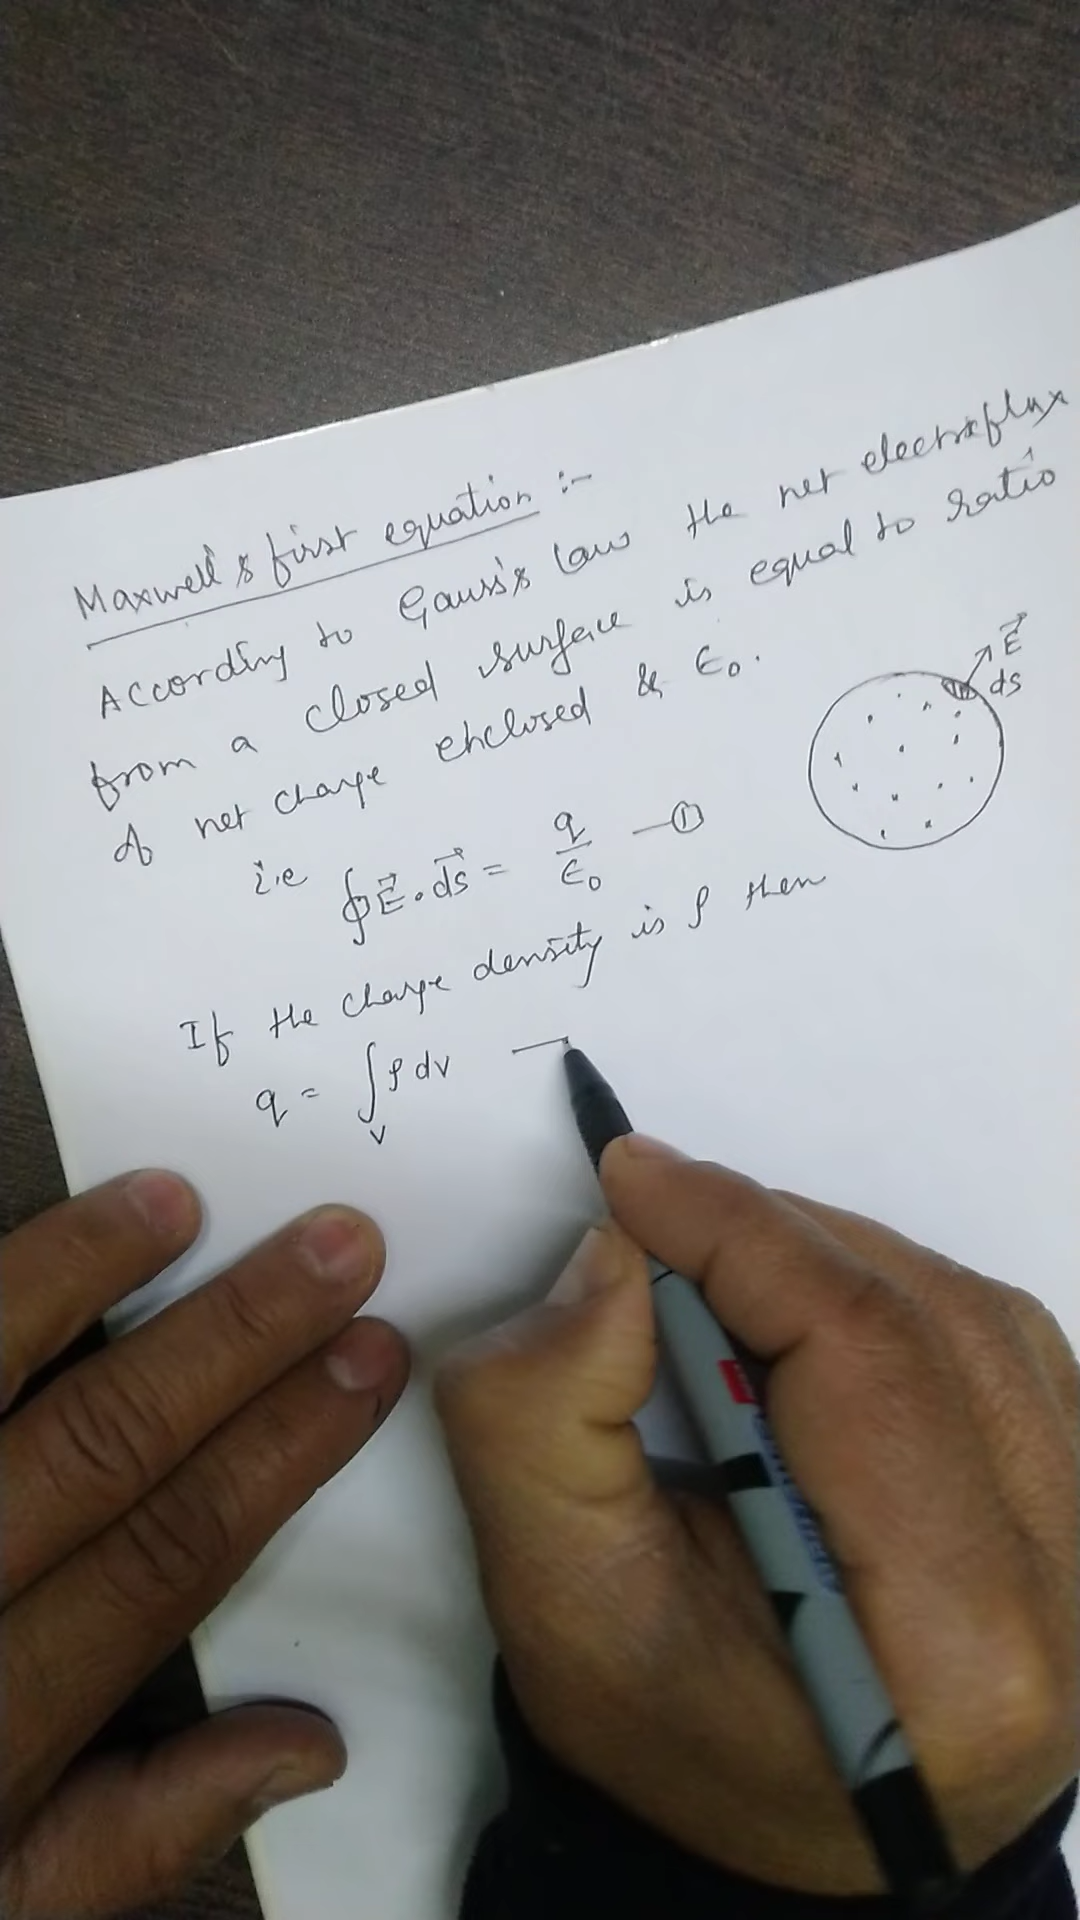 Maxwell's first equation :-
According to Gauss's law the net electric flux
from a closed surface is equal to ratio
of net charge enclosed & ε₀.
E⃗
ds
i.e ∮E⃗.ds⃗ = q/ε₀ —①
If the charge density is ρ then
q = ∫ᵥ ρ dv —